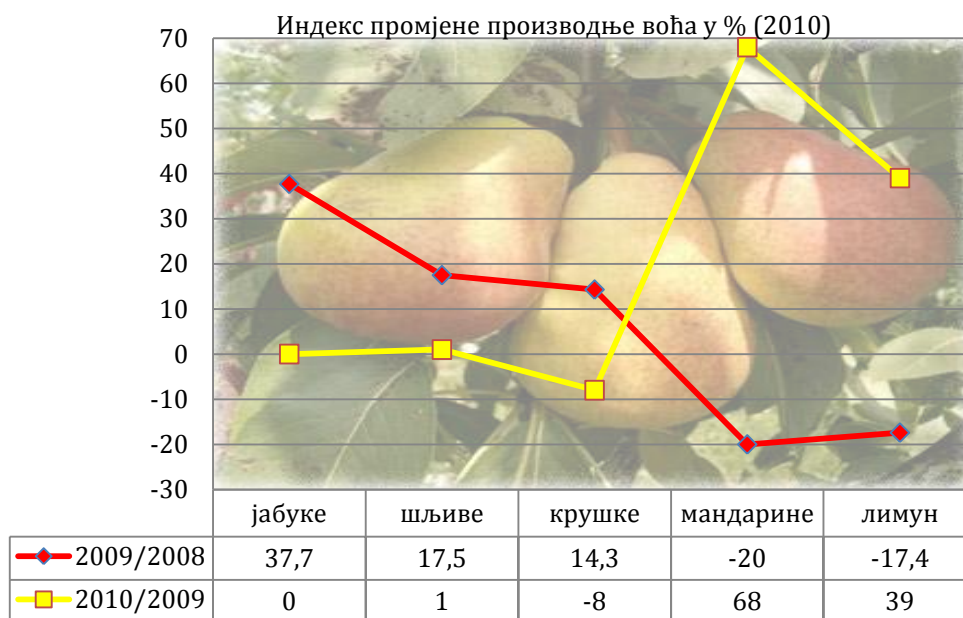 Индекс промјене производње воћа у % (2010)
70
60
50
40
30
20
10
0
-10
-20
-30
јабуке шљиве крушке мандарине лимун
2009/2008 37,7 17,5 14,3 -20 -17,4
2010/2009 0 1 -8 68 39